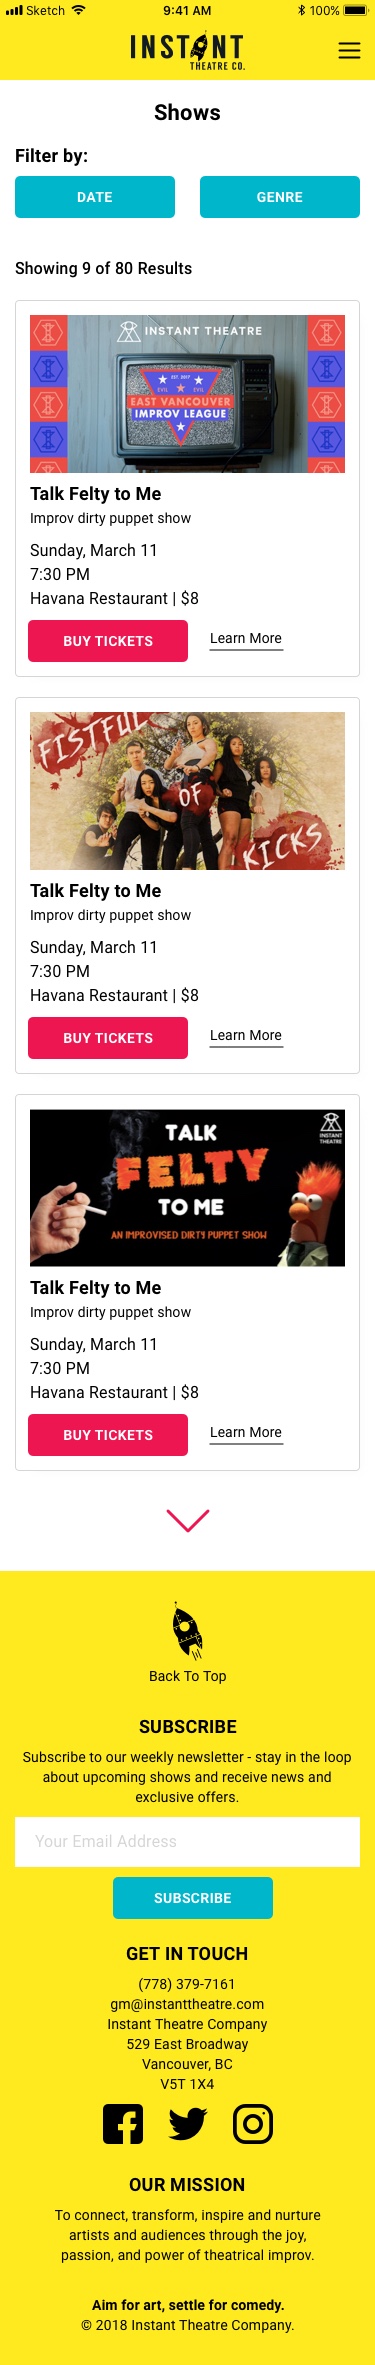 Sketch 9:41 AM 100%
INSTANT
THEATRE CO.
Shows
Filter by:
DATE GENRE
Showing 9 of 80 Results
INSTANT THEATRE
EST. 2017
EVIL EVIL
EAST VANCOUVER
IMPROV LEAGUE
Talk Felty to Me
Improv dirty puppet show
Sunday, March 11
7:30 PM
Havana Restaurant | $8
BUY TICKETS Learn More
FISTFUL
OF
KICKS
Talk Felty to Me
Improv dirty puppet show
Sunday, March 11
7:30 PM
Havana Restaurant | $8
BUY TICKETS Learn More
INSTANT
THEATRE
TALK
FELTY
TO ME
AN IMPROVISED DIRTY PUPPET SHOW
Talk Felty to Me
Improv dirty puppet show
Sunday, March 11
7:30 PM
Havana Restaurant | $8
BUY TICKETS Learn More
Back To Top
SUBSCRIBE
Subscribe to our weekly newsletter - stay in the loop
about upcoming shows and receive news and
exclusive offers.
Your Email Address
SUBSCRIBE
GET IN TOUCH
(778) 379-7161
gm@instanttheatre.com
Instant Theatre Company
529 East Broadway
Vancouver, BC
V5T 1X4
OUR MISSION
To connect, transform, inspire and nurture
artists and audiences through the joy,
passion, and power of theatrical improv.
Aim for art, settle for comedy.
© 2018 Instant Theatre Company.